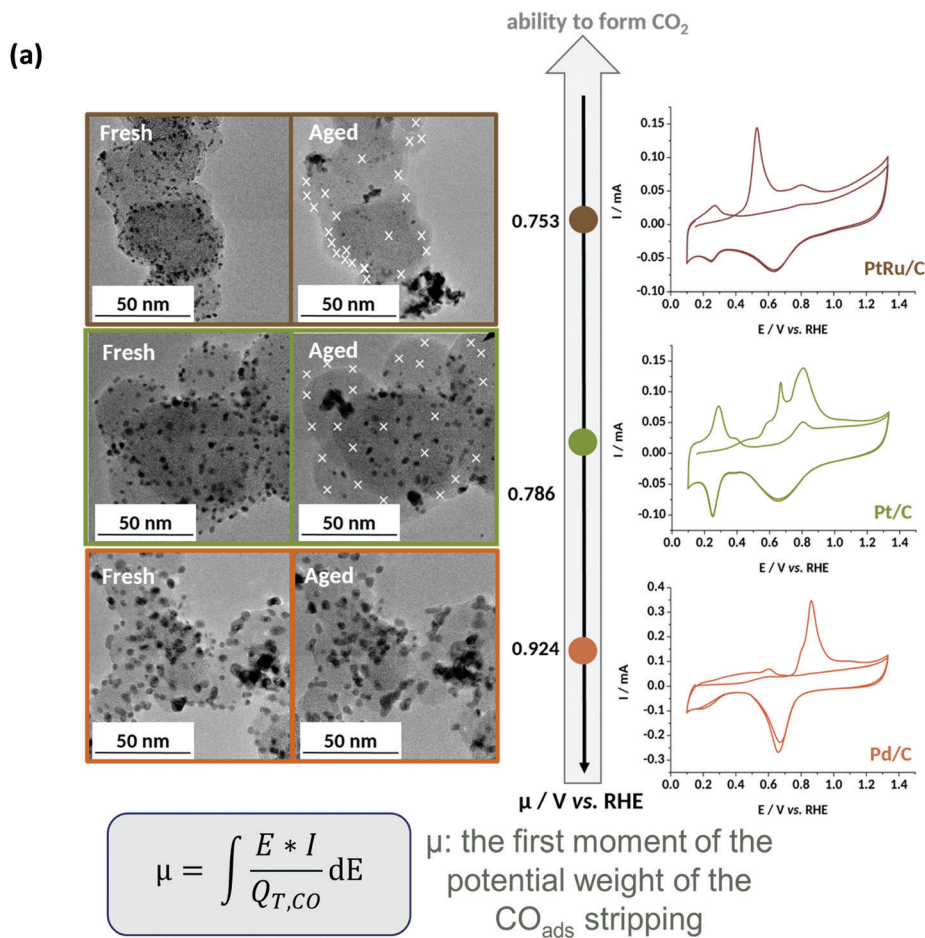 ability to form CO₂
(a)
Fresh
Aged
50 nm
50 nm
0.753
I / mA
0.15
0.10
0.05
0.00
-0.05
-0.10
0.0 0.2 0.4 0.6 0.8 1.0 1.2 1.4
E / V vs. RHE
PtRu/C
Fresh
Aged
50 nm
50 nm
0.786
I / mA
0.15
0.10
0.05
0.00
-0.05
-0.10
0.0 0.2 0.4 0.6 0.8 1.0 1.2 1.4
E / V vs. RHE
Pt/C
Fresh
Aged
50 nm
50 nm
0.924
I / mA
0.4
0.3
0.2
0.1
0.0
-0.1
-0.2
-0.3
0.0 0.2 0.4 0.6 0.8 1.0 1.2 1.4
E / V vs. RHE
Pd/C
µ / V vs. RHE
µ = ∫ E * I / Q_{T,CO} dE
µ: the first moment of the
potential weight of the
CO_{ads} stripping